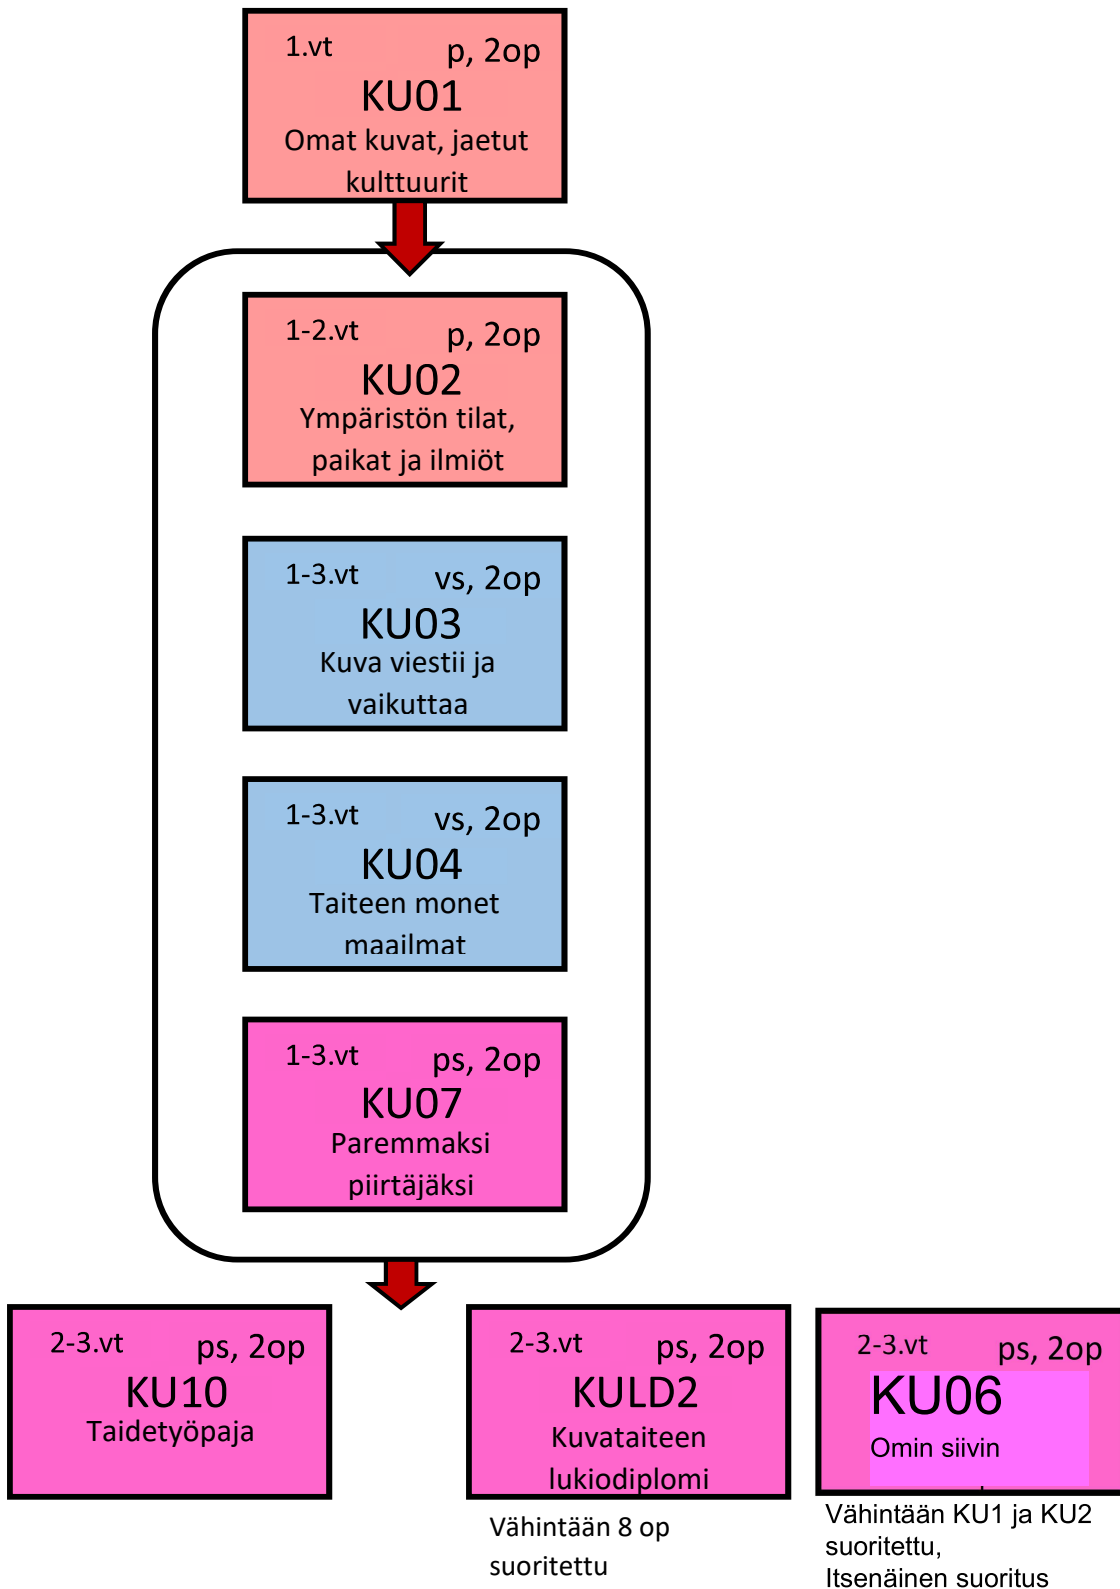 1.vt p, 2op
KU01
Omat kuvat, jaetut
kulttuurit
1-2.vt p, 2op
KU02
Ympäristön tilat,
paikat ja ilmiöt
1-3.vt vs, 2op
KU03
Kuva viestii ja
vaikuttaa
1-3.vt vs, 2op
KU04
Taiteen monet
maailmat
1-3.vt ps, 2op
KU07
Paremmaksi
piirtäjäksi
2-3.vt ps, 2op
KU10
Taidetyöpaja
2-3.vt ps, 2op
KULD2
Kuvataiteen
lukiodiplomi
Vähintään 8 op
suoritettu
2-3.vt ps, 2op
KU06
Omin siivin
Vähintään KU1 ja KU2
suoritettu,
Itsenäinen suoritus